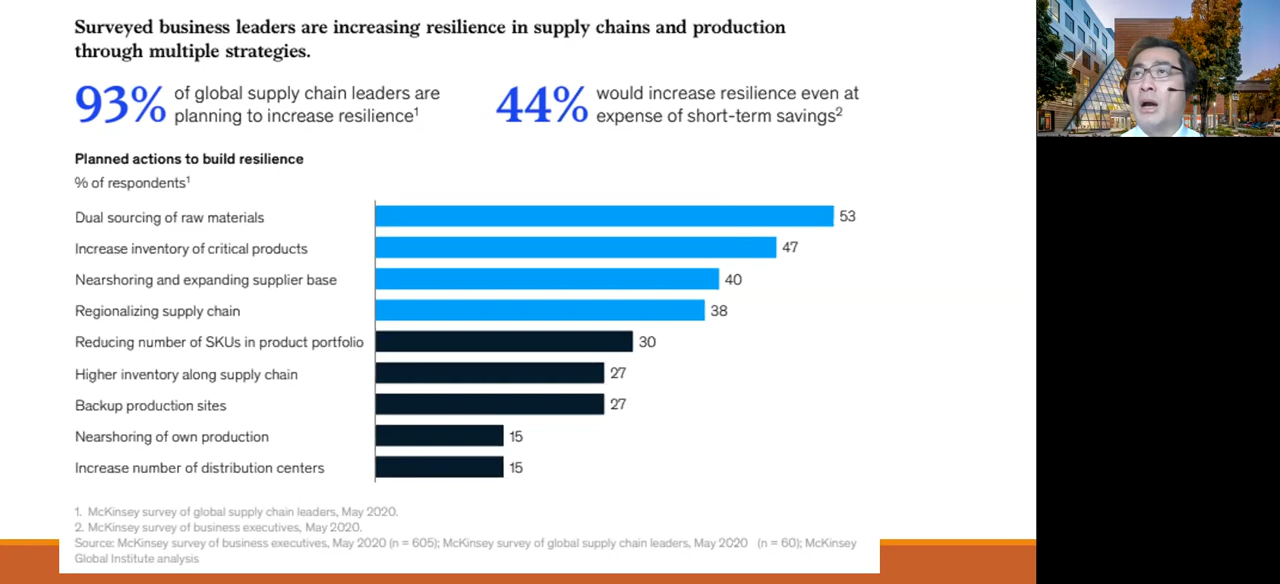 Surveyed business leaders are increasing resilience in supply chains and production
through multiple strategies.
93% of global supply chain leaders are
planning to increase resilience¹
44% would increase resilience even at
expense of short-term savings²
Planned actions to build resilience
% of respondents¹
Dual sourcing of raw materials 53
Increase inventory of critical products 47
Nearshoring and expanding supplier base 40
Regionalizing supply chain 38
Reducing number of SKUs in product portfolio 30
Higher inventory along supply chain 27
Backup production sites 27
Nearshoring of own production 15
Increase number of distribution centers 15
1. McKinsey survey of global supply chain leaders, May 2020.
2. McKinsey survey of business executives, May 2020.
Source: McKinsey survey of business executives, May 2020 (n = 605); McKinsey survey of global supply chain leaders, May 2020 (n = 60); McKinsey
Global Institute analysis